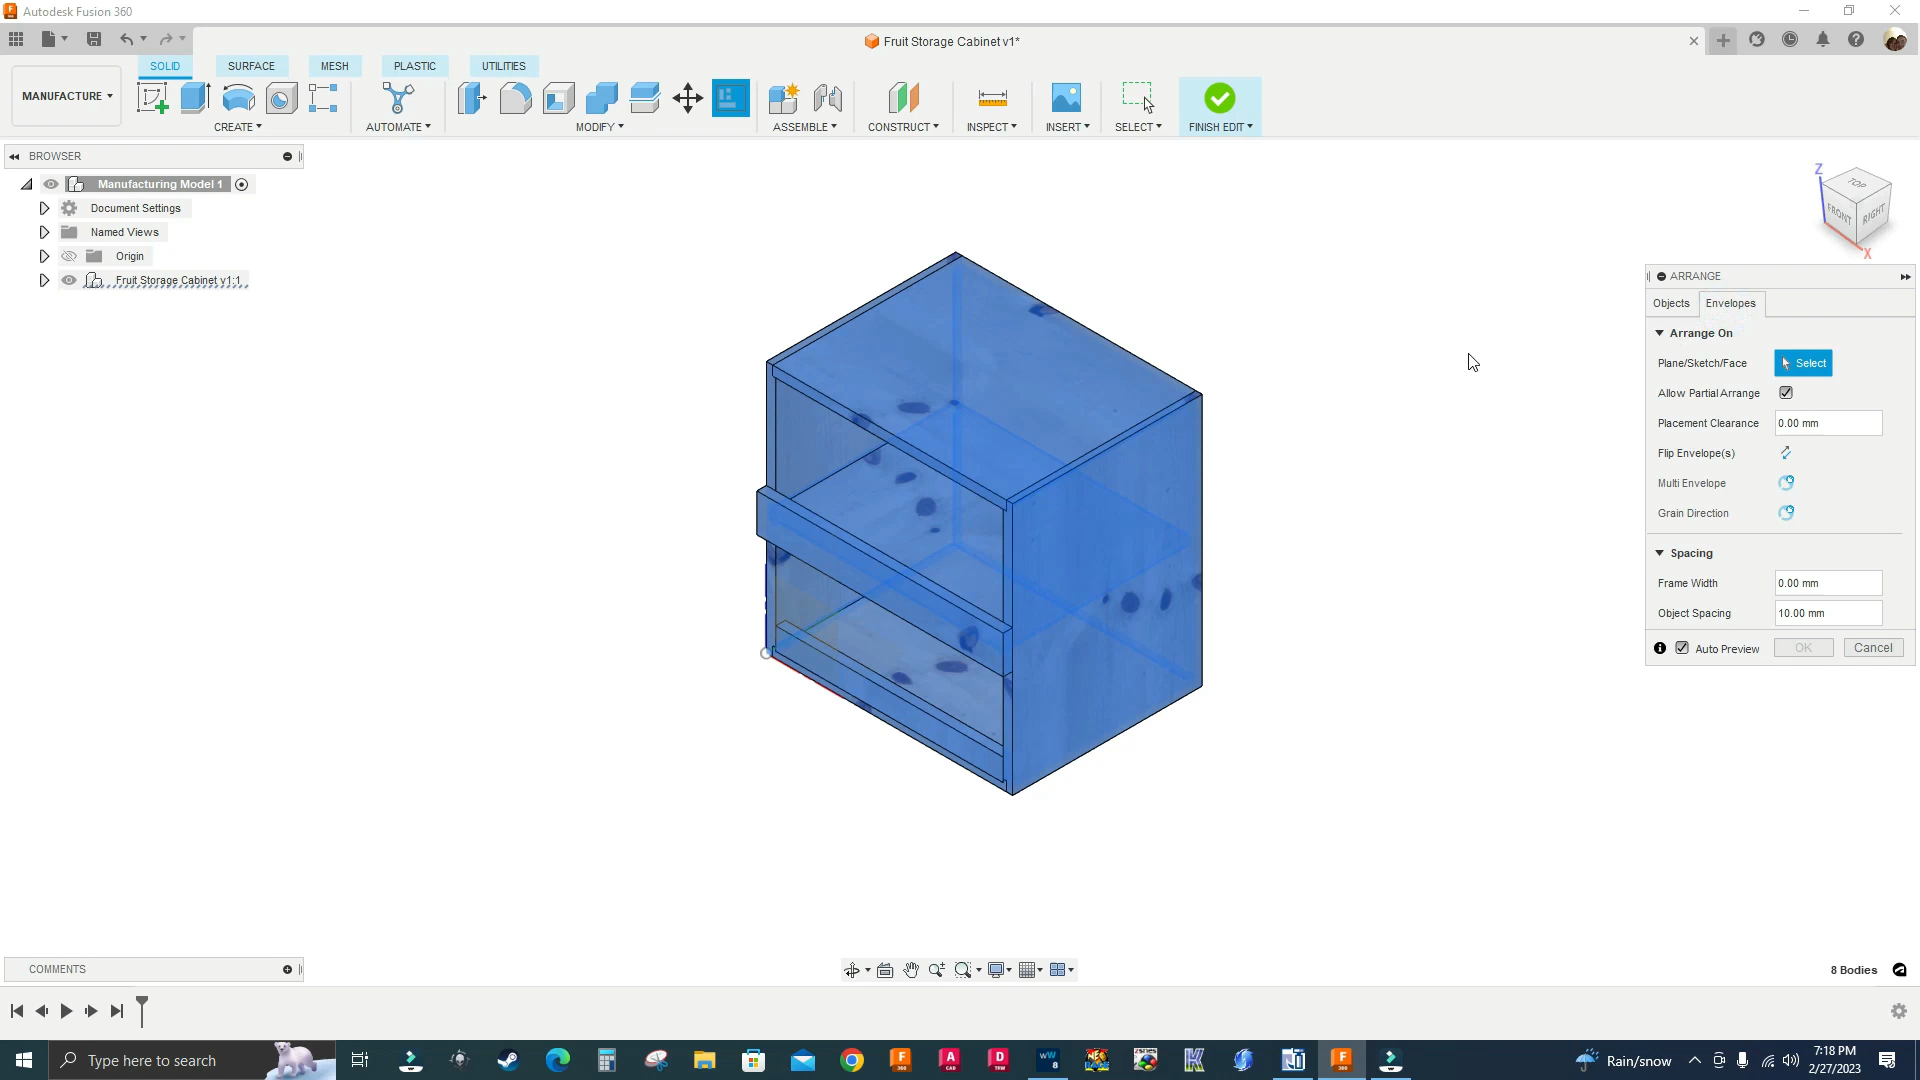 Autodesk Fusion 360
Fruit Storage Cabinet v1*
SOLID
SURFACE
MESH
PLASTIC
UTILITIES
MANUFACTURE
CREATE
AUTOMATE
MODIFY
ASSEMBLE
CONSTRUCT
INSPECT
INSERT
SELECT
FINISH EDIT
BROWSER
Manufacturing Model 1
Document Settings
Named Views
Origin
Fruit Storage Cabinet v1:1
Z
TOP
FRONT
RIGHT
X
ARRANGE
Objects
Envelopes
Arrange On
Plane/Sketch/Face
Select
Allow Partial Arrange
Placement Clearance
0.00 mm
Flip Envelope(s)
Multi Envelope
Grain Direction
Spacing
Frame Width
0.00 mm
Object Spacing
10.00 mm
Auto Preview
OK
Cancel
COMMENTS
8 Bodies
Type here to search
Rain/snow
7:18 PM
2/27/2023